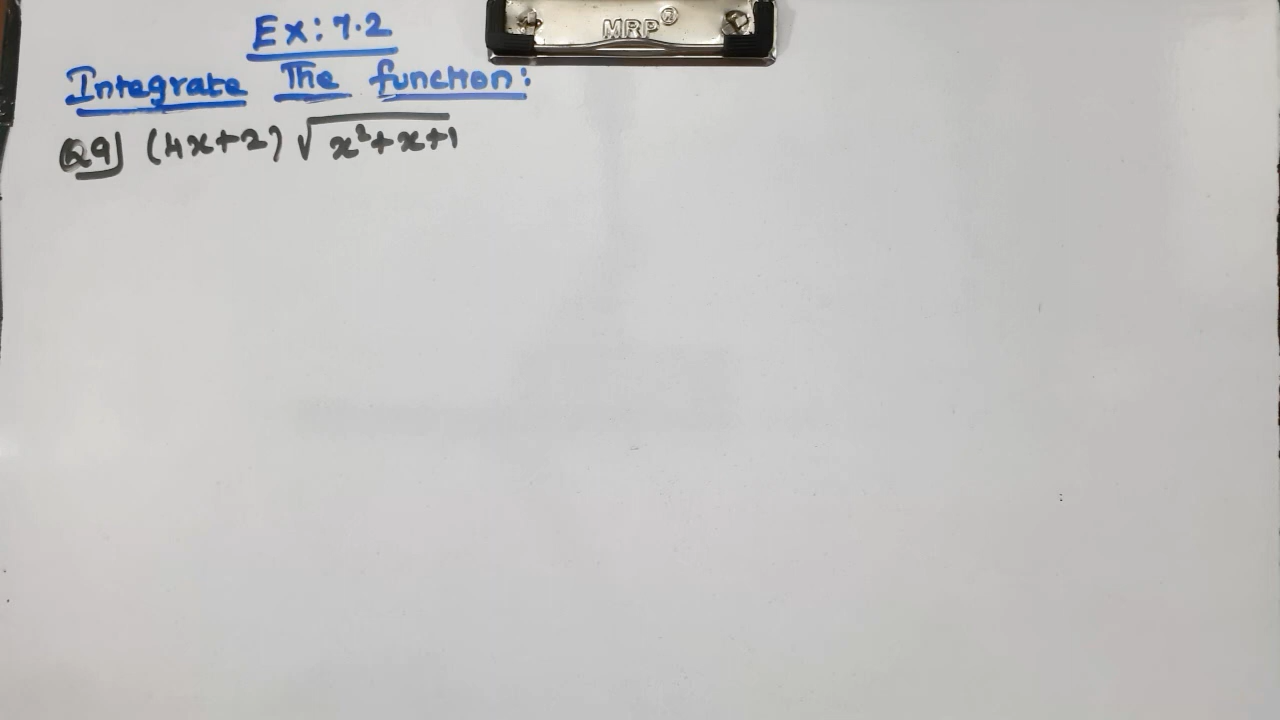 MRP®
Ex: 7.2
Integrate The function:
Q9] (4x+2) √x²+x+1